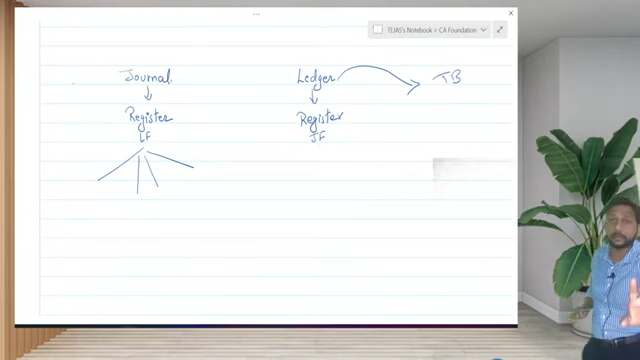 TEJAS's Notebook > CA Foundation
Journal
Ledger
TB
Register
Register
LF
JF